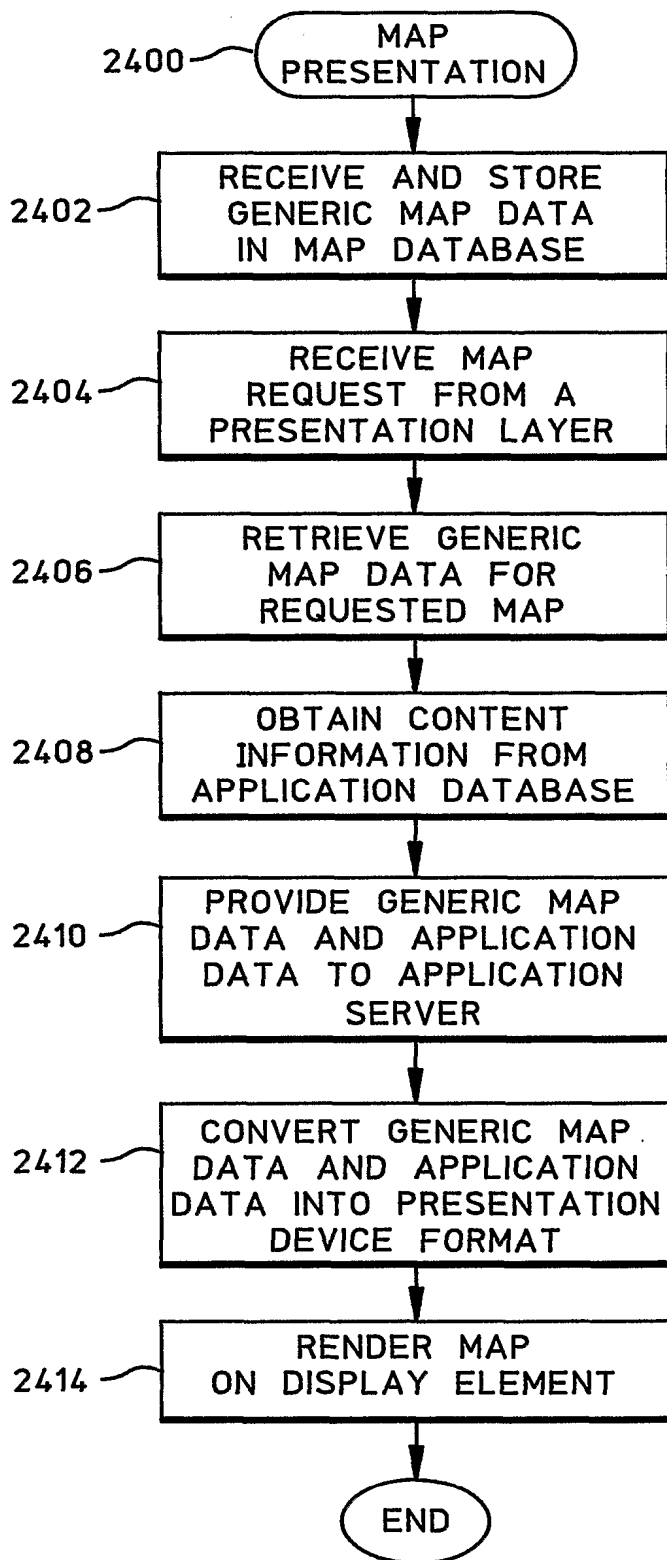 2400
MAP
PRESENTATION
2402
RECEIVE AND STORE
GENERIC MAP DATA
IN MAP DATABASE
2404
RECEIVE MAP
REQUEST FROM A
PRESENTATION LAYER
2406
RETRIEVE GENERIC
MAP DATA FOR
REQUESTED MAP
2408
OBTAIN CONTENT
INFORMATION FROM
APPLICATION DATABASE
2410
PROVIDE GENERIC MAP
DATA AND APPLICATION
DATA TO APPLICATION
SERVER
2412
CONVERT GENERIC MAP
DATA AND APPLICATION
DATA INTO PRESENTATION
DEVICE FORMAT
2414
RENDER MAP
ON DISPLAY ELEMENT
END